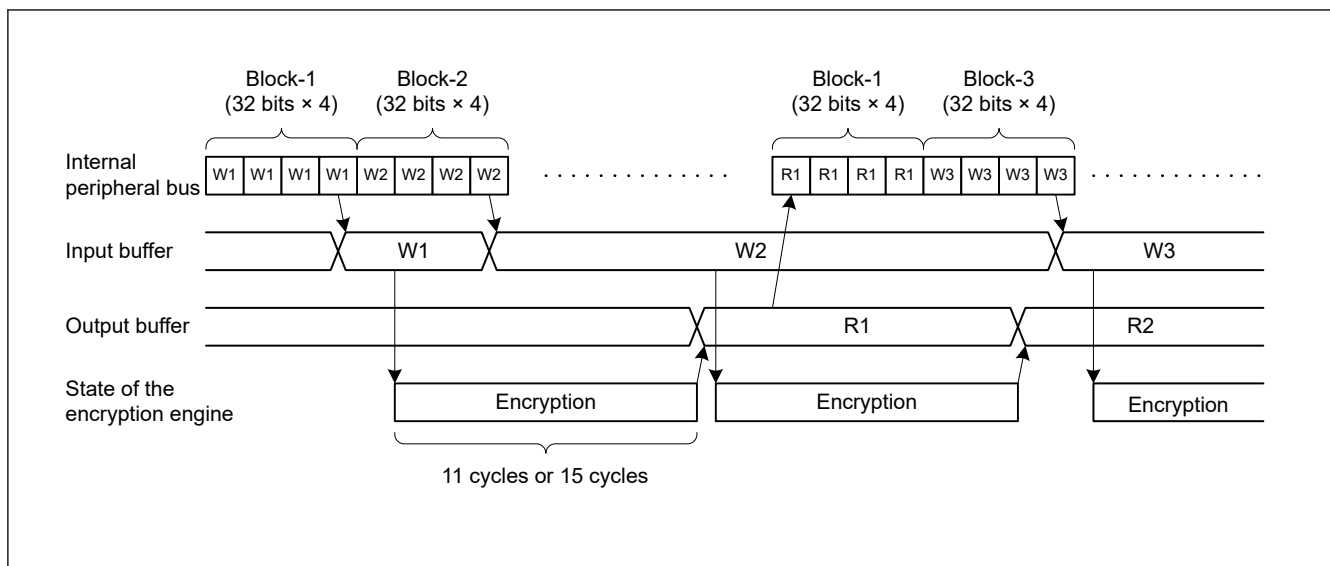 Block-1
(32 bits × 4)
Block-2
(32 bits × 4)
Block-1
(32 bits × 4)
Block-3
(32 bits × 4)
Internal
peripheral bus
W1 W1 W1 W1 W2 W2 W2 W2 . . . . . . . . . . . . . . R1 R1 R1 R1 W3 W3 W3 W3 . . . . . . . . . . . . .
Input buffer
W1 W2 W3
Output buffer
R1 R2
State of the
encryption engine
Encryption Encryption Encryption
11 cycles or 15 cycles